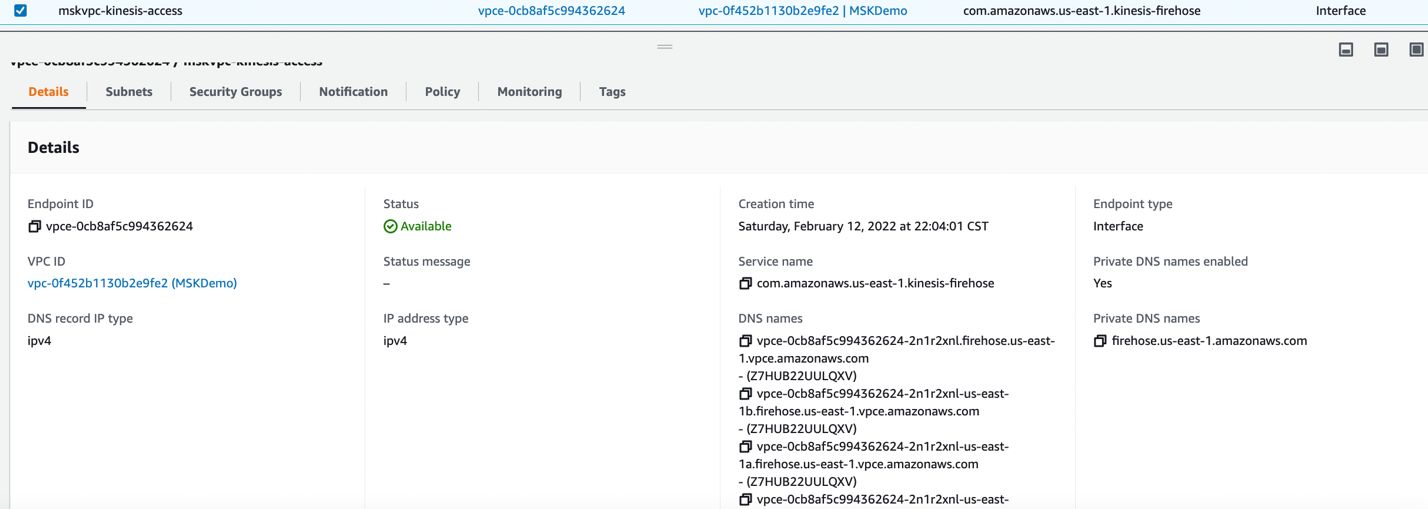 mskvpc-kinesis-access vpce-0cb8af5c994362624 vpc-0f452b1130b2e9fe2 | MSKDemo com.amazonaws.us-east-1.kinesis-firehose Interface
vpce-0cb8af5c994362624 / mskvpc-kinesis-access
Details Subnets Security Groups Notification Policy Monitoring Tags
Details
Endpoint ID
vpce-0cb8af5c994362624
VPC ID
vpc-0f452b1130b2e9fe2 (MSKDemo)
DNS record IP type
ipv4
Status
Available
Status message
–
IP address type
ipv4
Creation time
Saturday, February 12, 2022 at 22:04:01 CST
Service name
com.amazonaws.us-east-1.kinesis-firehose
DNS names
vpce-0cb8af5c994362624-2n1r2xnl.firehose.us-east-
1.vpce.amazonaws.com
- (Z7HUB22UULQXV)
vpce-0cb8af5c994362624-2n1r2xnl-us-east-
1b.firehose.us-east-1.vpce.amazonaws.com
- (Z7HUB22UULQXV)
vpce-0cb8af5c994362624-2n1r2xnl-us-east-
1a.firehose.us-east-1.vpce.amazonaws.com
- (Z7HUB22UULQXV)
vpce-0cb8af5c994362624-2n1r2xnl-us-east-
Endpoint type
Interface
Private DNS names enabled
Yes
Private DNS names
firehose.us-east-1.amazonaws.com